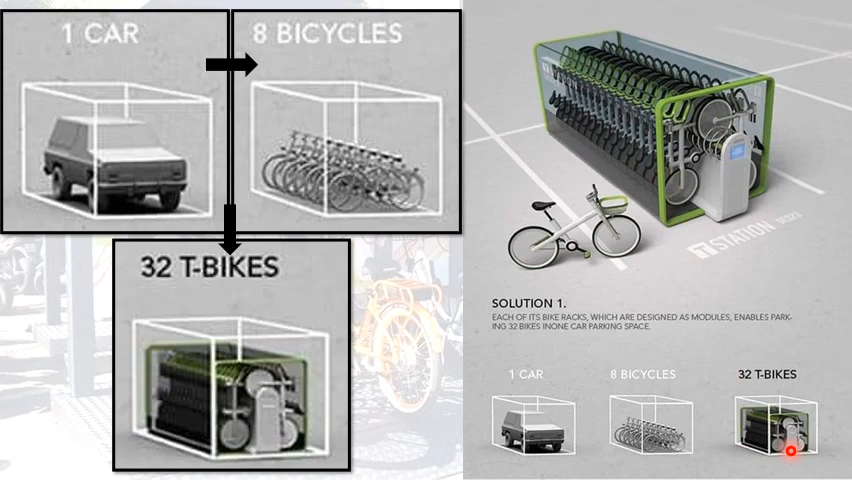 1 CAR
8 BICYCLES
32 T-BIKES
T STATION
SOLUTION 1.
EACH OF ITS BIKE RACKS, WHICH ARE DESIGNED AS MODULES, ENABLES PARK-
ING 32 BIKES INONE CAR PARKING SPACE.
1 CAR
8 BICYCLES
32 T-BIKES